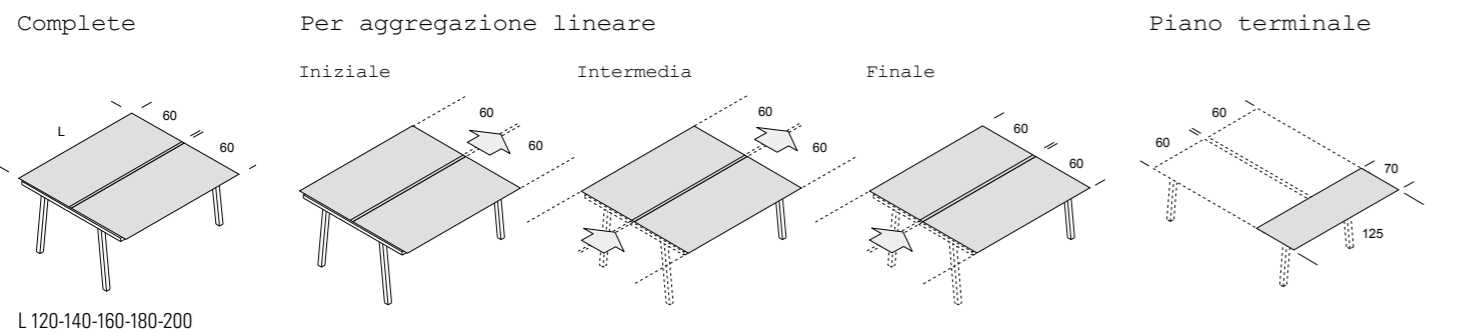 Complete
Per aggregazione lineare
Piano terminale
Iniziale
Intermedia
Finale
L
60
60
60
60
60
60
60
60
60
60
70
125
L 120-140-160-180-200